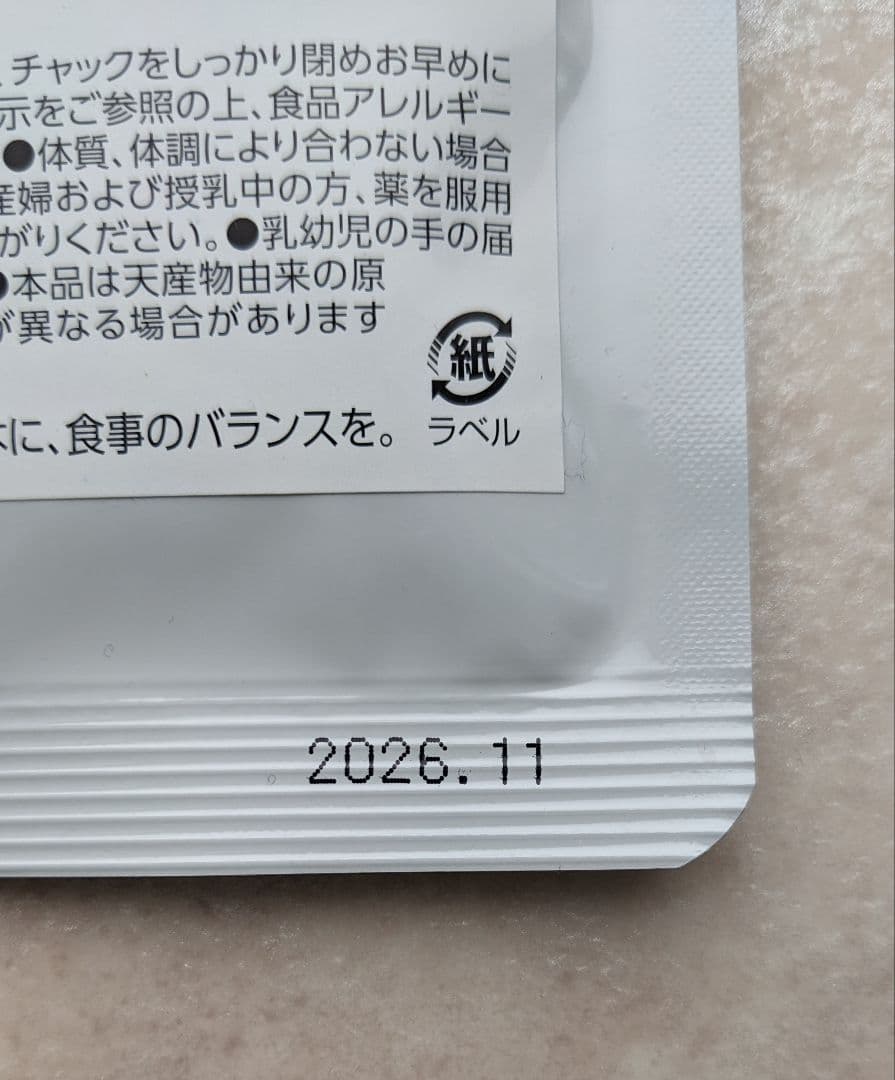 、チャックをしっかり閉めお早めに
示をご参照の上、食品アレルギー
●体質、体調により合わない場合
産婦および授乳中の方、薬を服用
がりください。●乳幼児の手の届
●本品は天産物由来の原
が異なる場合があります
紙
に、食事のバランスを。
ラベル
2026.11